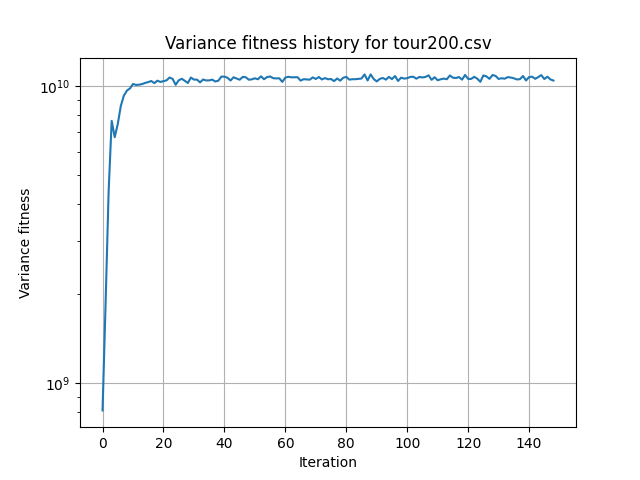 Variance fitness history for tour200.csv
10¹⁰
10⁹
Variance fitness
0 20 40 60 80 100 120 140
Iteration